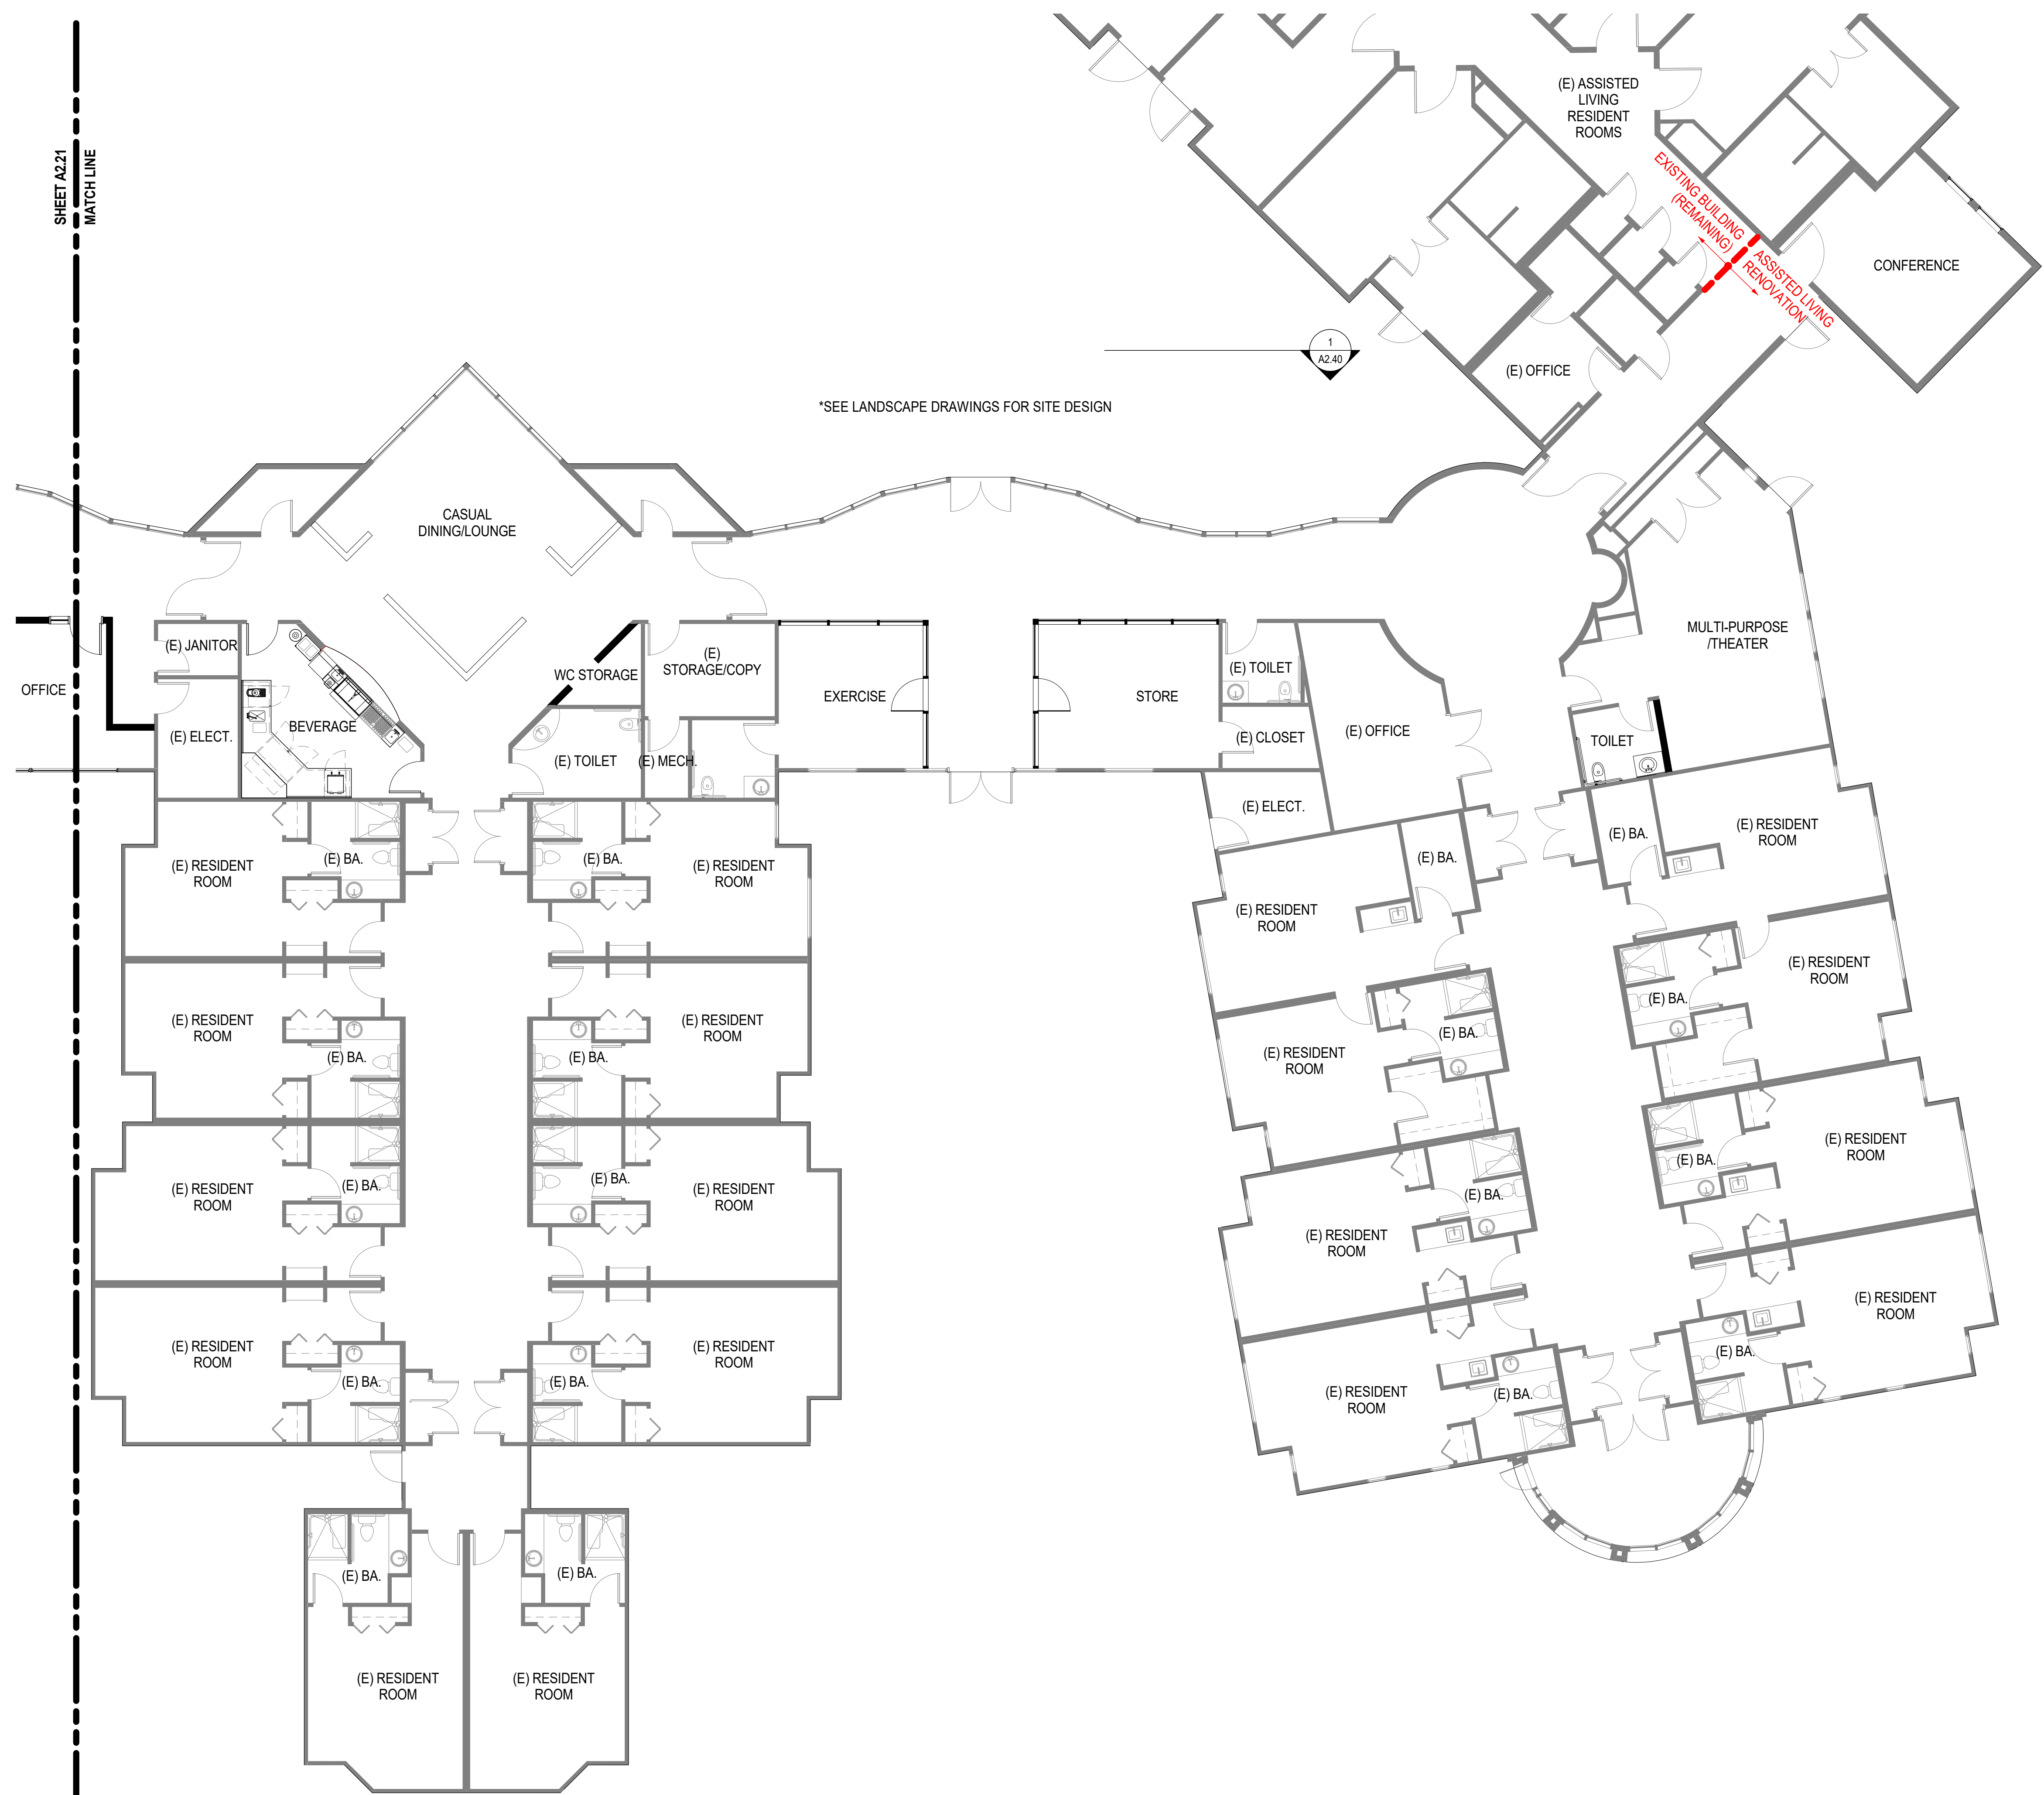 SHEET A2.21
MATCH LINE
(E) ASSISTED
LIVING
RESIDENT
ROOMS
EXISTING BUILDING
(REMAINING)
ASSISTED LIVING
RENOVATION
CONFERENCE
1
A2.40
(E) OFFICE
*SEE LANDSCAPE DRAWINGS FOR SITE DESIGN
CASUAL
DINING/LOUNGE
MULTI-PURPOSE
/THEATER
(E) JANITOR
OFFICE
(E) ELECT.
BEVERAGE
WC STORAGE
(E)
STORAGE/COPY
(E) TOILET
(E) MECH.
EXERCISE
STORE
(E) TOILET
(E) CLOSET
(E) OFFICE
TOILET
(E) ELECT.
(E) RESIDENT
ROOM
(E) BA.
(E) BA.
(E) RESIDENT
ROOM
(E) RESIDENT
ROOM
(E) BA.
(E) BA.
(E) RESIDENT
ROOM
(E) RESIDENT
ROOM
(E) BA.
(E) BA.
(E) RESIDENT
ROOM
(E) RESIDENT
ROOM
(E) BA.
(E) BA.
(E) RESIDENT
ROOM
(E) BA.
(E) BA.
(E) RESIDENT
ROOM
(E) RESIDENT
ROOM
(E) BA.
(E) BA.
(E) RESIDENT
ROOM
(E) RESIDENT
ROOM
(E) RESIDENT
ROOM
(E) BA.
(E) BA.
(E) RESIDENT
ROOM
(E) RESIDENT
ROOM
(E) BA.
(E) BA.
(E) RESIDENT
ROOM
(E) RESIDENT
ROOM
(E) BA.
(E) BA.
(E) RESIDENT
ROOM